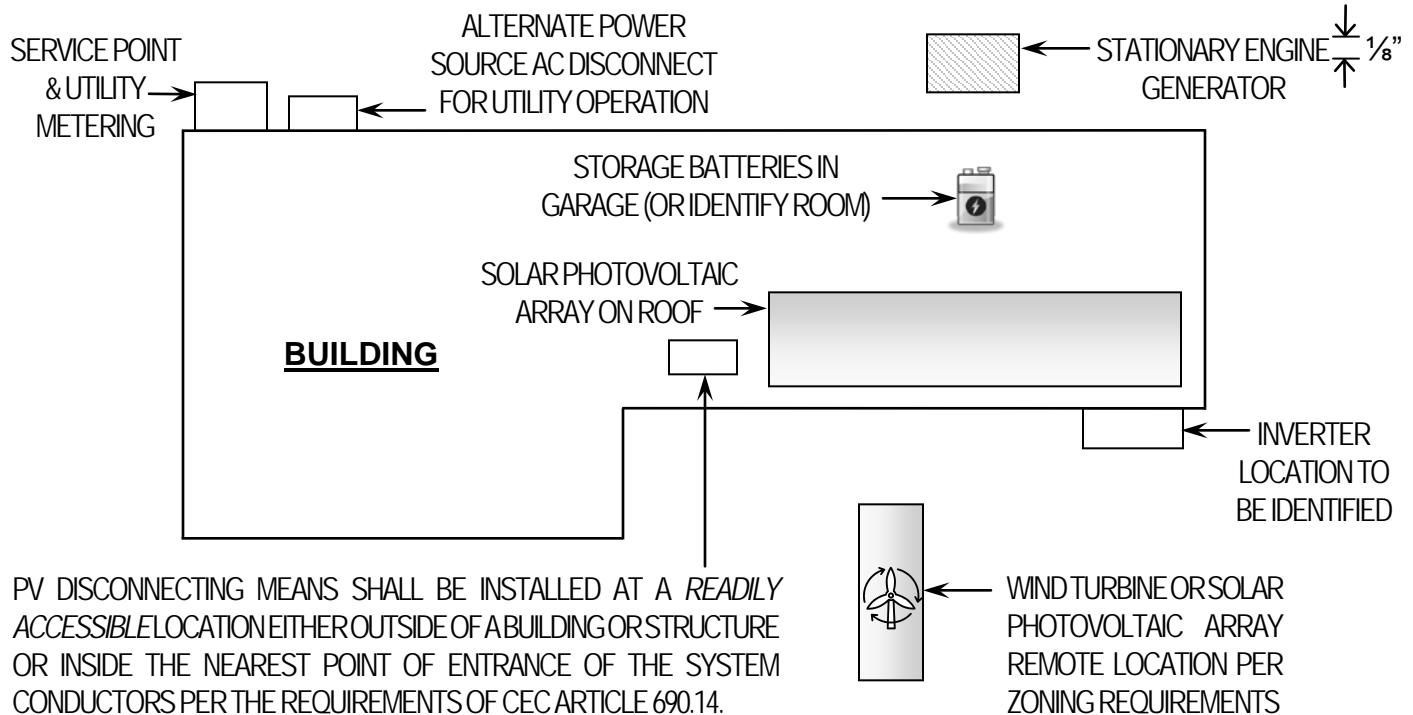 SERVICE POINT
& UTILITY
METERING
ALTERNATE POWER
SOURCE AC DISCONNECT
FOR UTILITY OPERATION
STATIONARY ENGINE
GENERATOR
⅛”
STORAGE BATTERIES IN
GARAGE (OR IDENTIFY ROOM)
SOLAR PHOTOVOLTAIC
ARRAY ON ROOF
BUILDING
INVERTER
LOCATION TO
BE IDENTIFIED
PV DISCONNECTING MEANS SHALL BE INSTALLED AT A READILY
ACCESSIBLE LOCATION EITHER OUTSIDE OF A BUILDING OR STRUCTURE
OR INSIDE THE NEAREST POINT OF ENTRANCE OF THE SYSTEM
CONDUCTORS PER THE REQUIREMENTS OF CEC ARTICLE 690.14.
WIND TURBINE OR SOLAR
PHOTOVOLTAIC ARRAY
REMOTE LOCATION PER
ZONING REQUIREMENTS